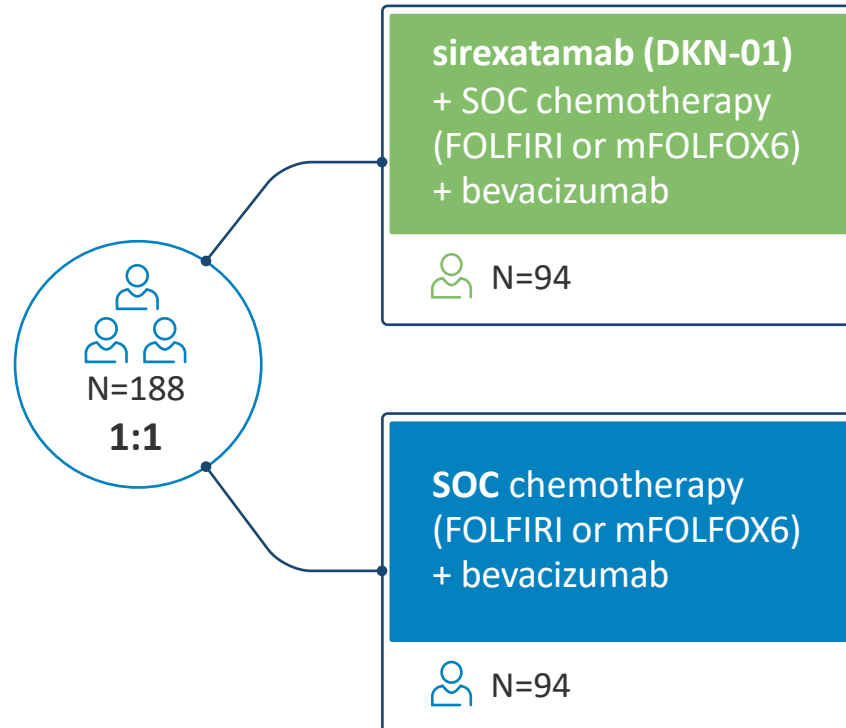 N=188
1:1
sirexatamab (DKN-01)
+ SOC chemotherapy
(FOLFIRI or mFOLFOX6)
+ bevacizumab
N=94
SOC chemotherapy
(FOLFIRI or mFOLFOX6)
+ bevacizumab
N=94